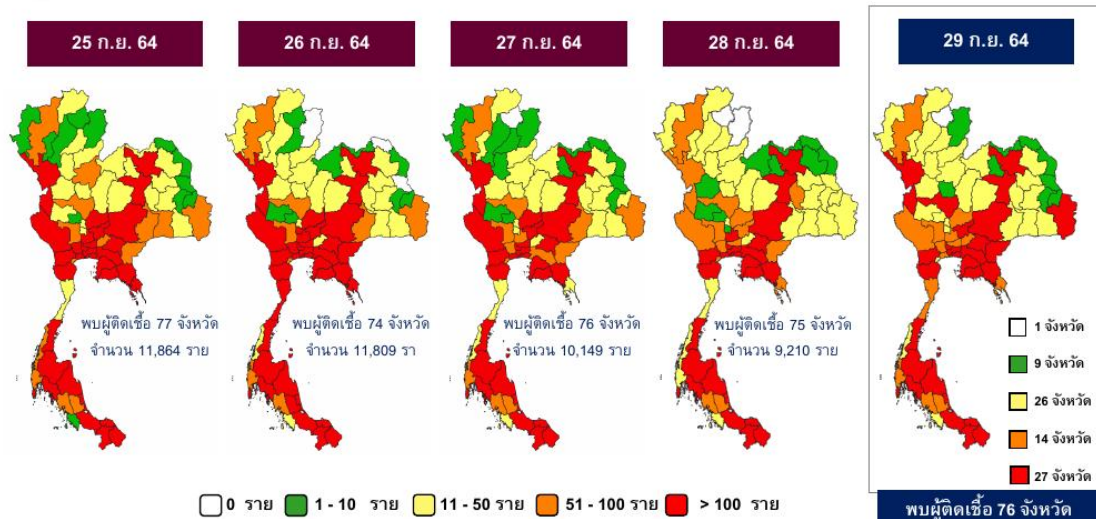 25 ก.ย. 64
26 ก.ย. 64
27 ก.ย. 64
28 ก.ย. 64
29 ก.ย. 64
พบผู้ติดเชื้อ 77 จังหวัด
จำนวน 11,864 ราย
พบผู้ติดเชื้อ 74 จังหวัด
จำนวน 11,809 รา
พบผู้ติดเชื้อ 76 จังหวัด
จำนวน 10,149 ราย
พบผู้ติดเชื้อ 75 จังหวัด
จำนวน 9,210 ราย
1 จังหวัด
9 จังหวัด
26 จังหวัด
14 จังหวัด
27 จังหวัด
พบผู้ติดเชื้อ 76 จังหวัด
0 ราย
1 - 10 ราย
11 - 50 ราย
51 - 100 ราย
> 100 ราย